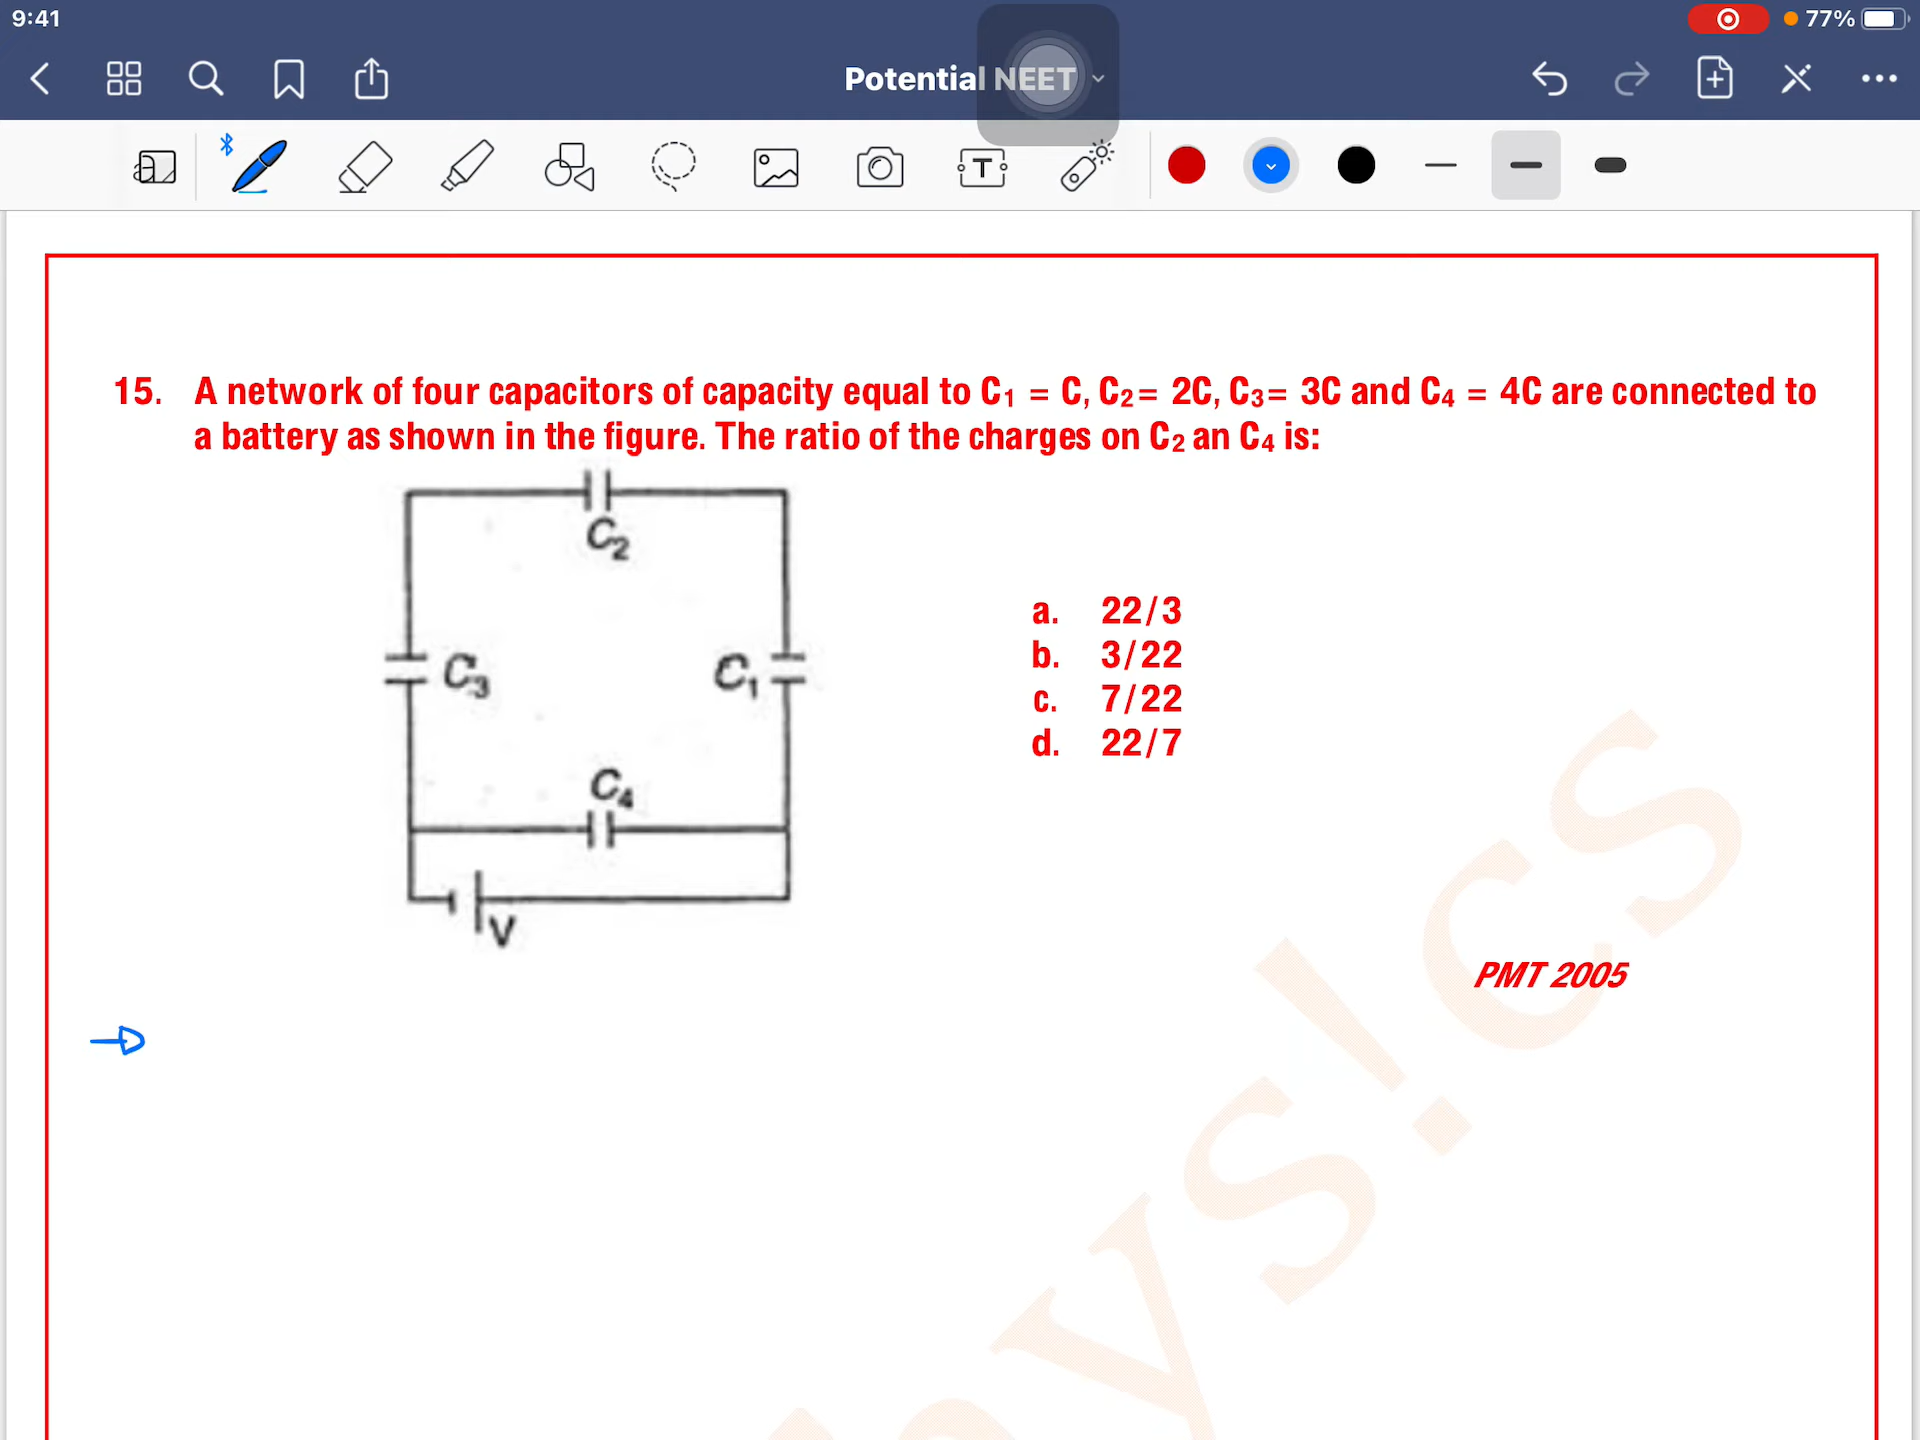 9:41
77%
Potential NEET
T
15. A network of four capacitors of capacity equal to C₁ = C, C₂= 2C, C₃= 3C and C₄ = 4C are connected to
a battery as shown in the figure. The ratio of the charges on C₂ an C₄ is:
C₂
C₃
C₁
C₄
V
a. 22/3
b. 3/22
c. 7/22
d. 22/7
PMT 2005
ys!cs